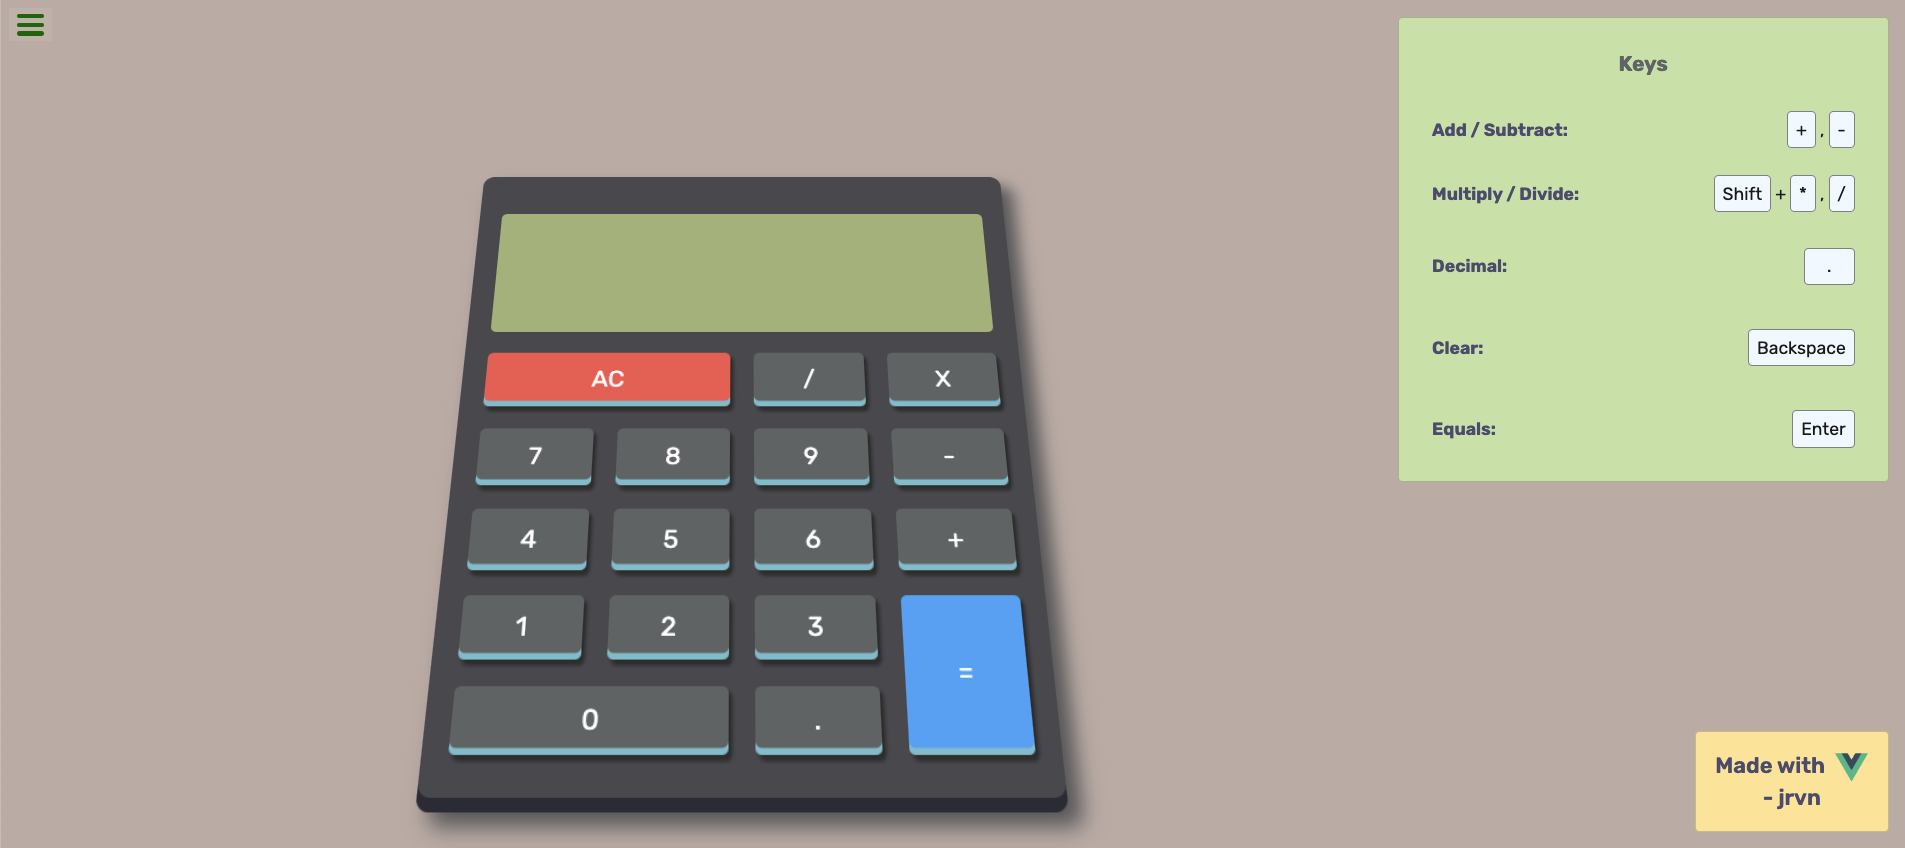 AC / X
7 8 9 -
4 5 6 +
1 2 3
=
0 .
Keys
Add / Subtract: + , -
Multiply / Divide: Shift + * , /
Decimal: .
Clear: Backspace
Equals: Enter
Made with
- jrvn